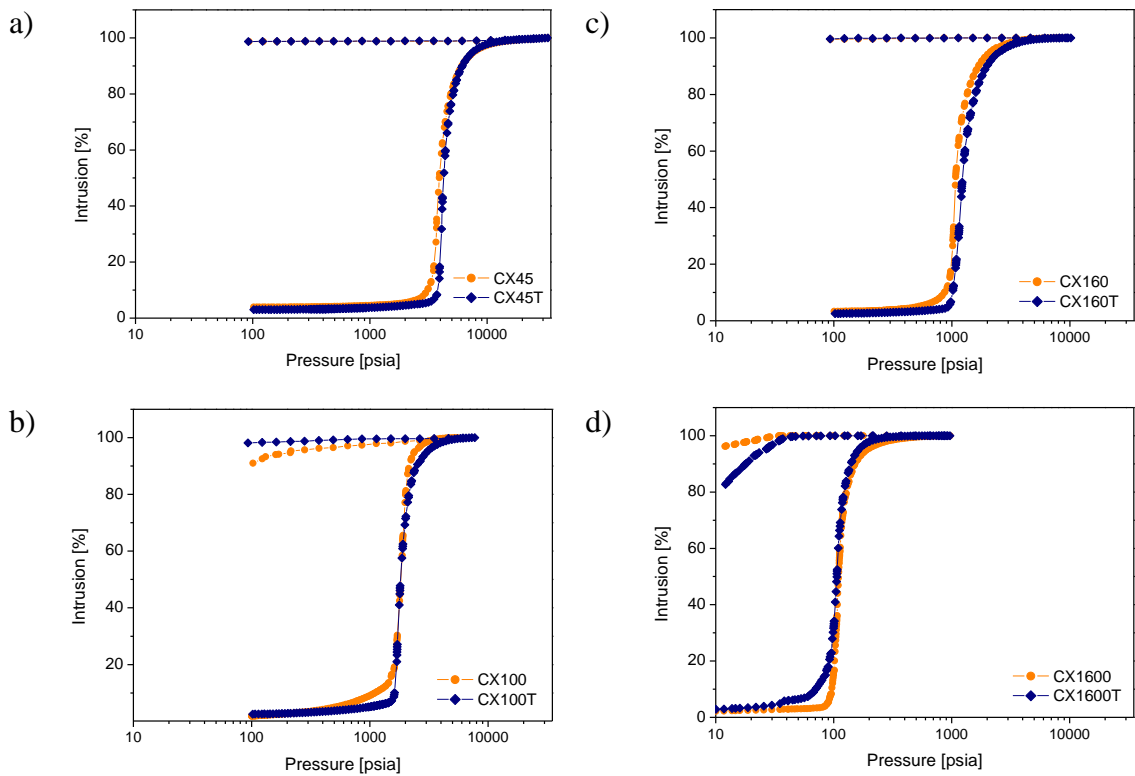 a)
100
80
60
40
20
0
Intrusion [%]
CX45
CX45T
10 100 1000 10000
Pressure [psia]
c)
100
80
60
40
20
0
Intrusion [%]
CX160
CX160T
10 100 1000 10000
Pressure [psia]
b)
100
80
60
40
20
Intrusion [%]
CX100
CX100T
10 100 1000 10000
Pressure [psia]
d)
100
80
60
40
20
0
Intrusion [%]
CX1600
CX1600T
10 100 1000 10000
Pressure [psia]